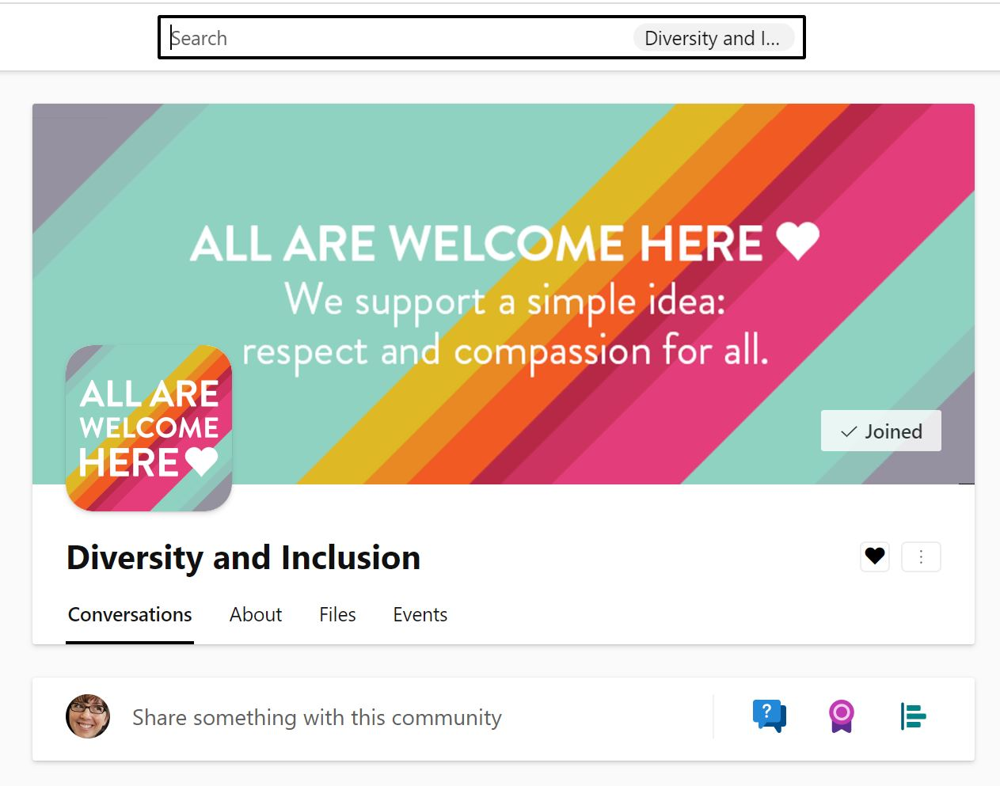 Search
Diversity and I...
ALL ARE WELCOME HERE
We support a simple idea:
respect and compassion for all.
ALL ARE
WELCOME
HERE
Joined
Diversity and Inclusion
Conversations About Files Events
Share something with this community
?